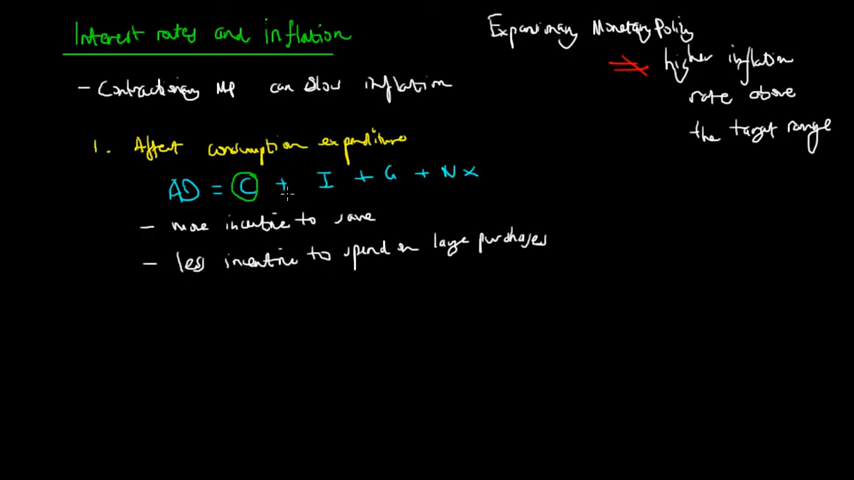 Interest rates and inflation
- Contractionary MP can slow inflation
1. Affect consumption expenditure
AD = C + I + G + NX
- more incentive to save
- less incentive to spend on large purchases
Expansionary Monetary Policy
⇒ higher inflation
rate above
the target range